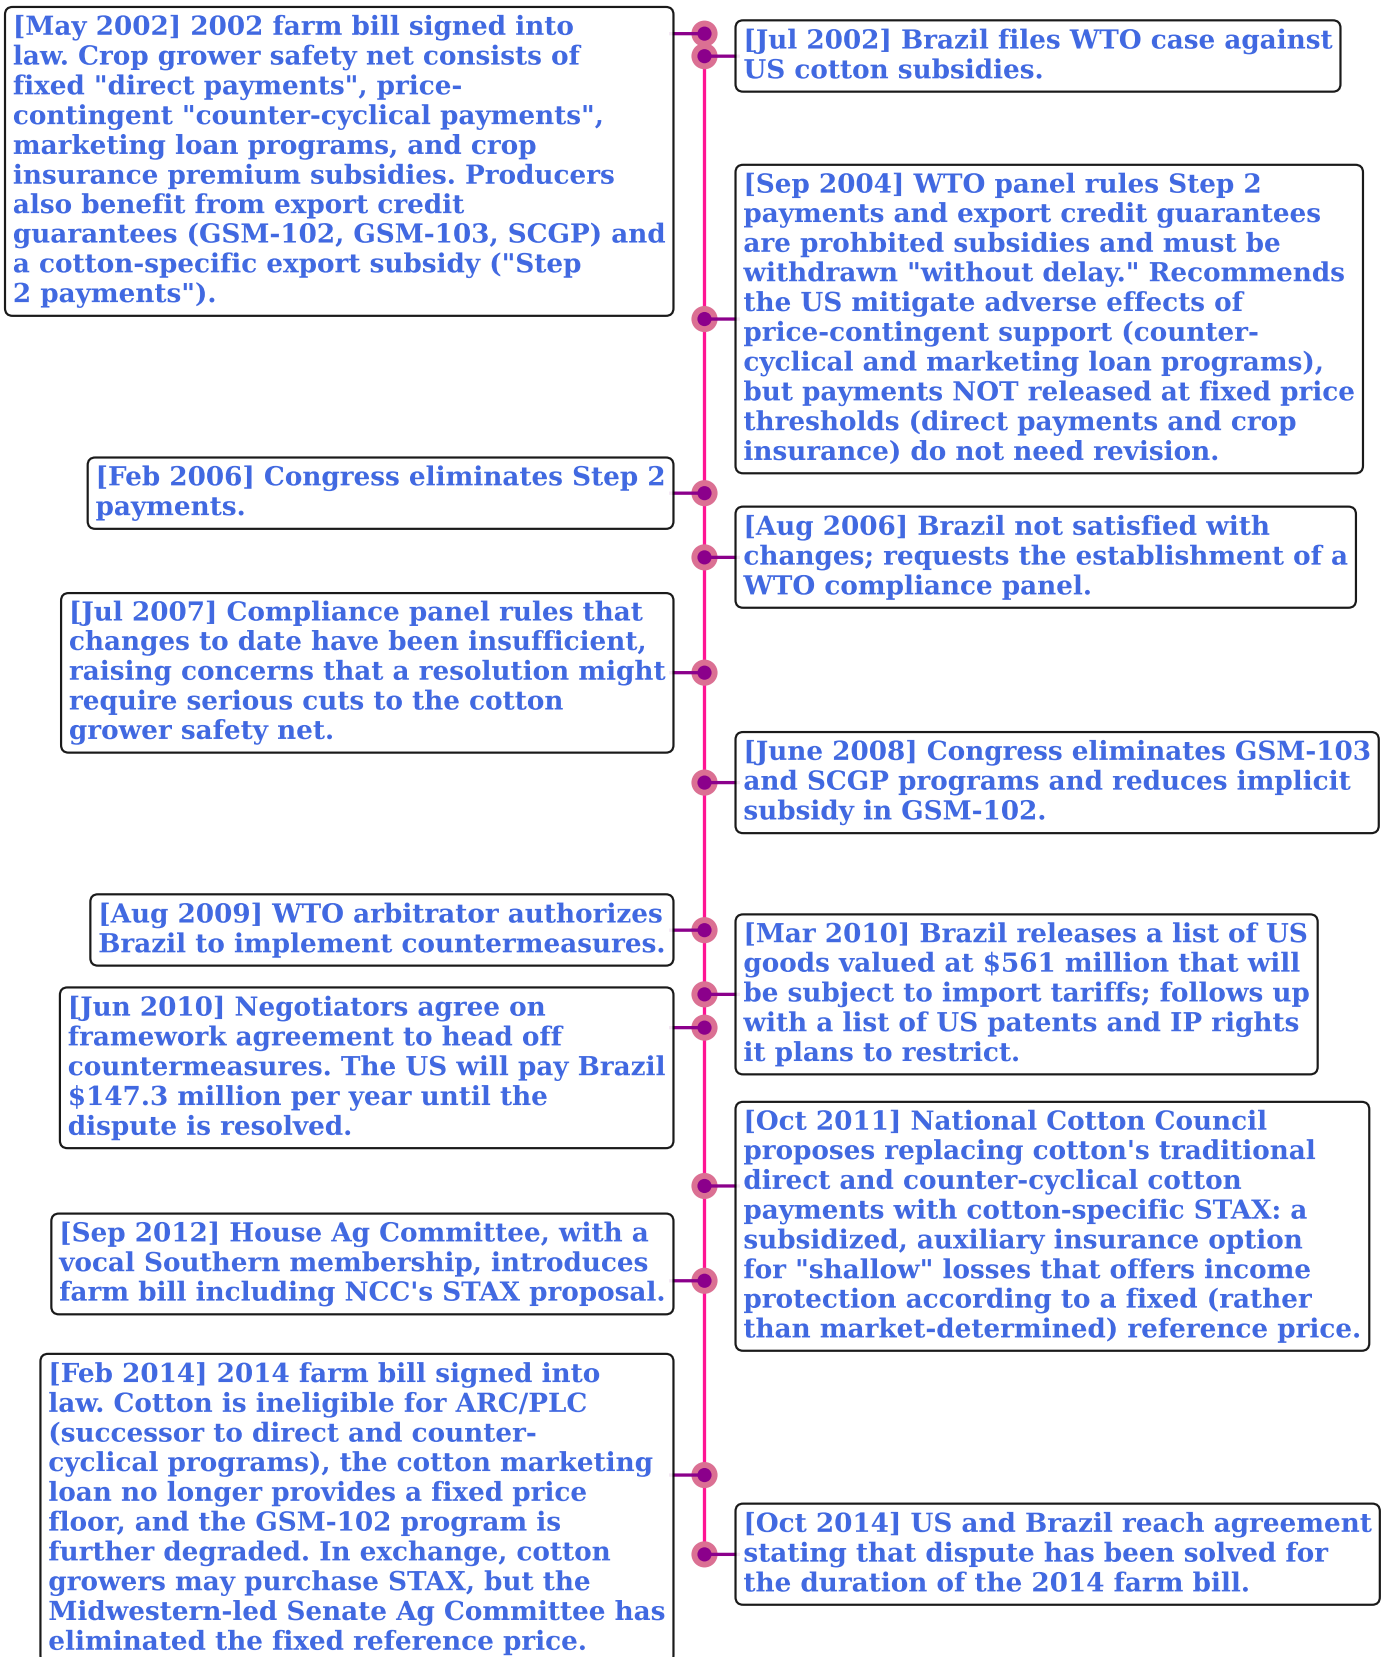 [May 2002] 2002 farm bill signed into
law. Crop grower safety net consists of
fixed "direct payments", price-
contingent "counter-cyclical payments",
marketing loan programs, and crop
insurance premium subsidies. Producers
also benefit from export credit
guarantees (GSM-102, GSM-103, SCGP) and
a cotton-specific export subsidy ("Step
2 payments").
[Jul 2002] Brazil files WTO case against
US cotton subsidies.
[Sep 2004] WTO panel rules Step 2
payments and export credit guarantees
are prohbited subsidies and must be
withdrawn "without delay." Recommends
the US mitigate adverse effects of
price-contingent support (counter-
cyclical and marketing loan programs),
but payments NOT released at fixed price
thresholds (direct payments and crop
insurance) do not need revision.
[Feb 2006] Congress eliminates Step 2
payments.
[Aug 2006] Brazil not satisfied with
changes; requests the establishment of a
WTO compliance panel.
[Jul 2007] Compliance panel rules that
changes to date have been insufficient,
raising concerns that a resolution might
require serious cuts to the cotton
grower safety net.
[June 2008] Congress eliminates GSM-103
and SCGP programs and reduces implicit
subsidy in GSM-102.
[Aug 2009] WTO arbitrator authorizes
Brazil to implement countermeasures.
[Mar 2010] Brazil releases a list of US
goods valued at $561 million that will
be subject to import tariffs; follows up
with a list of US patents and IP rights
it plans to restrict.
[Jun 2010] Negotiators agree on
framework agreement to head off
countermeasures. The US will pay Brazil
$147.3 million per year until the
dispute is resolved.
[Oct 2011] National Cotton Council
proposes replacing cotton's traditional
direct and counter-cyclical cotton
payments with cotton-specific STAX: a
subsidized, auxiliary insurance option
for "shallow" losses that offers income
protection according to a fixed (rather
than market-determined) reference price.
[Sep 2012] House Ag Committee, with a
vocal Southern membership, introduces
farm bill including NCC's STAX proposal.
[Feb 2014] 2014 farm bill signed into
law. Cotton is ineligible for ARC/PLC
(successor to direct and counter-
cyclical programs), the cotton marketing
loan no longer provides a fixed price
floor, and the GSM-102 program is
further degraded. In exchange, cotton
growers may purchase STAX, but the
Midwestern-led Senate Ag Committee has
eliminated the fixed reference price.
[Oct 2014] US and Brazil reach agreement
stating that dispute has been solved for
the duration of the 2014 farm bill.